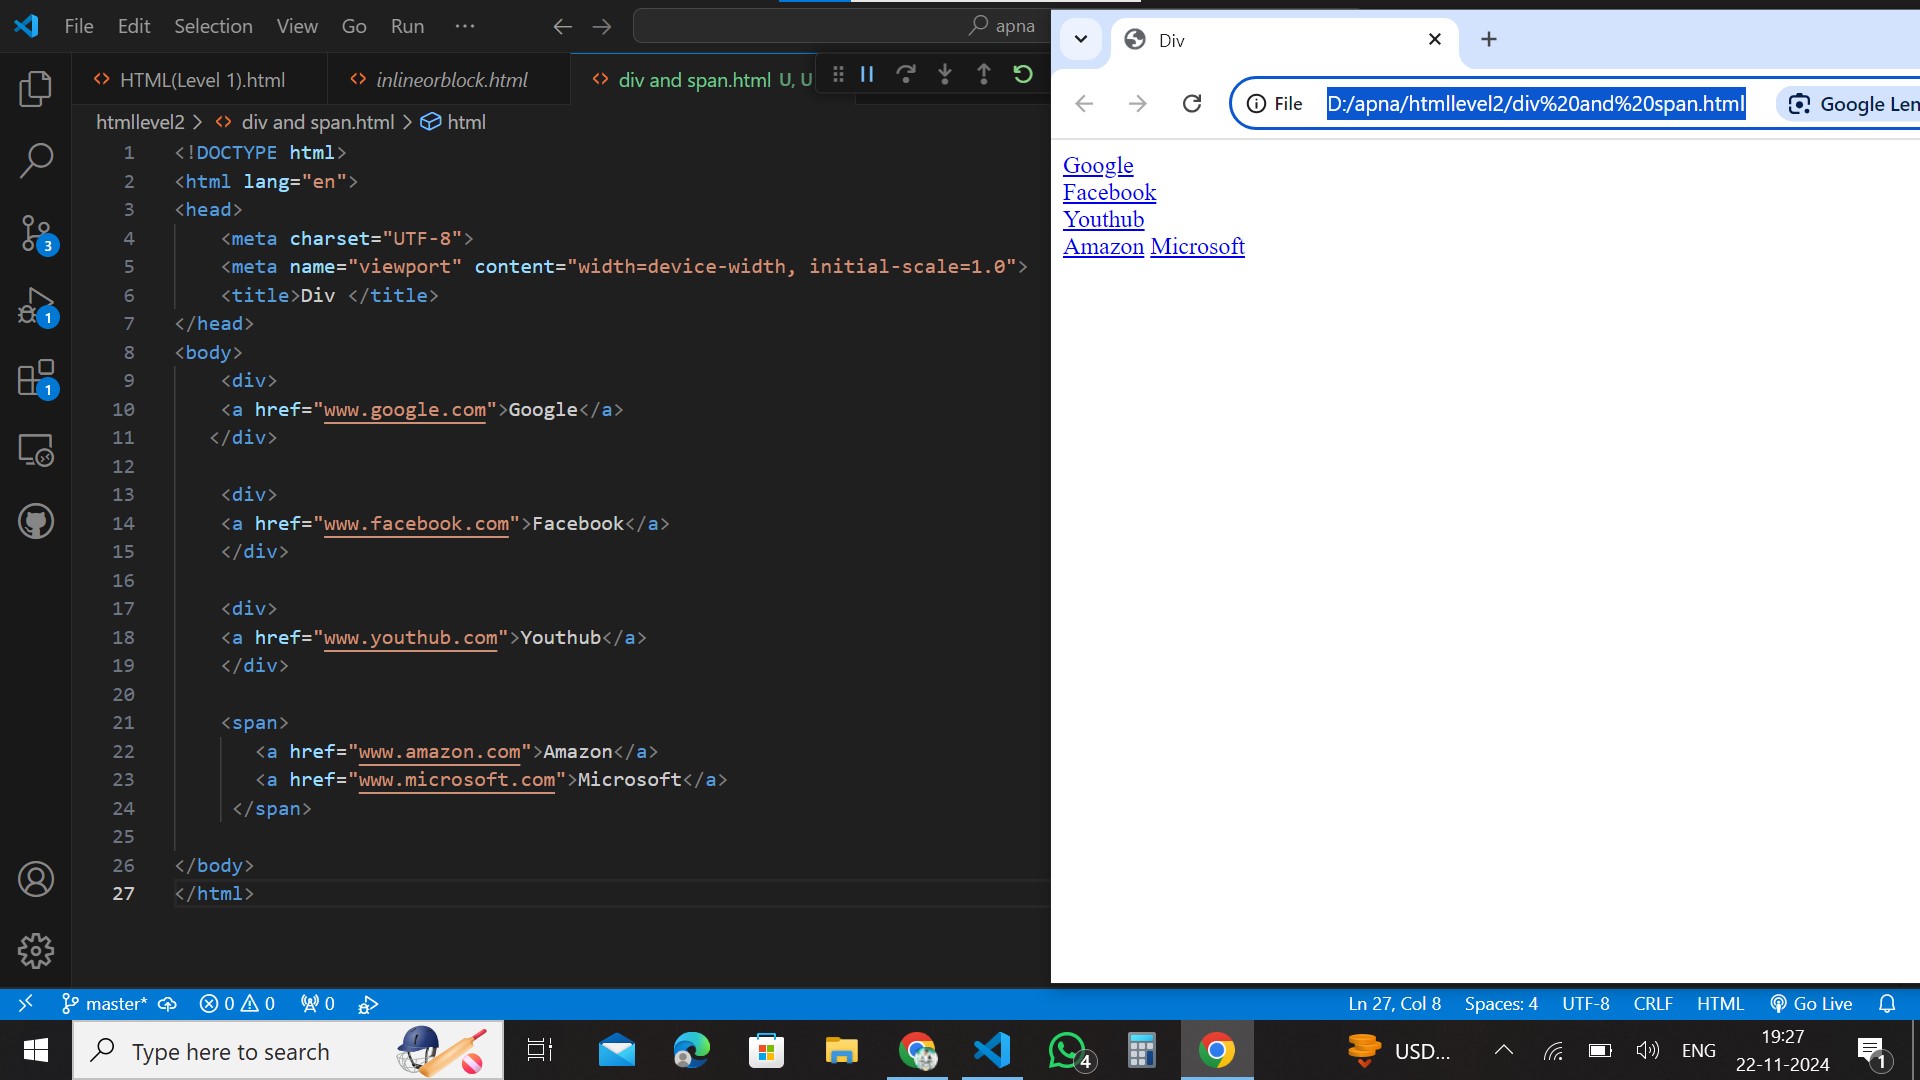 File Edit Selection View Go Run ··· apna
HTML(Level 1).html inlineorblock.html div and span.html U, U
htmllevel2 > div and span.html > html
1 <!DOCTYPE html>
2 <html lang="en">
3 <head>
4 <meta charset="UTF-8">
5 <meta name="viewport" content="width=device-width, initial-scale=1.0">
6 <title>Div </title>
7 </head>
8 <body>
9 <div>
10 <a href="www.google.com">Google</a>
11 </div>
12
13 <div>
14 <a href="www.facebook.com">Facebook</a>
15 </div>
16
17 <div>
18 <a href="www.youthub.com">Youthub</a>
19 </div>
20
21 <span>
22 <a href="www.amazon.com">Amazon</a>
23 <a href="www.microsoft.com">Microsoft</a>
24 </span>
25
26 </body>
27 </html>
3
1
1
Div
File D:/apna/htmllevel2/div%20and%20span.html Google Len
Google
Facebook
Youthub
Amazon Microsoft
master* 0 0 0 Ln 27, Col 8 Spaces: 4 UTF-8 CRLF HTML Go Live
Type here to search 4 USD... ENG 19:27
22-11-2024 1